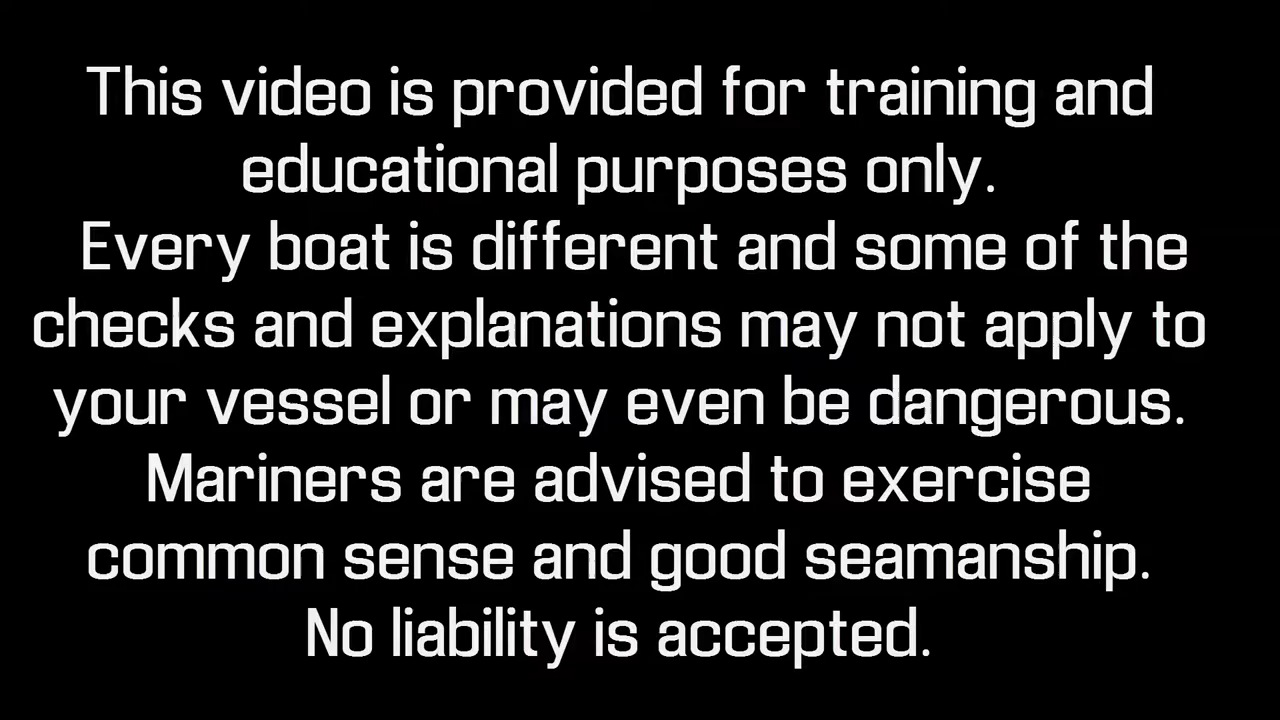 This video is provided for training and
educational purposes only.
Every boat is different and some of the
checks and explanations may not apply to
your vessel or may even be dangerous.
Mariners are advised to exercise
common sense and good seamanship.
No liability is accepted.